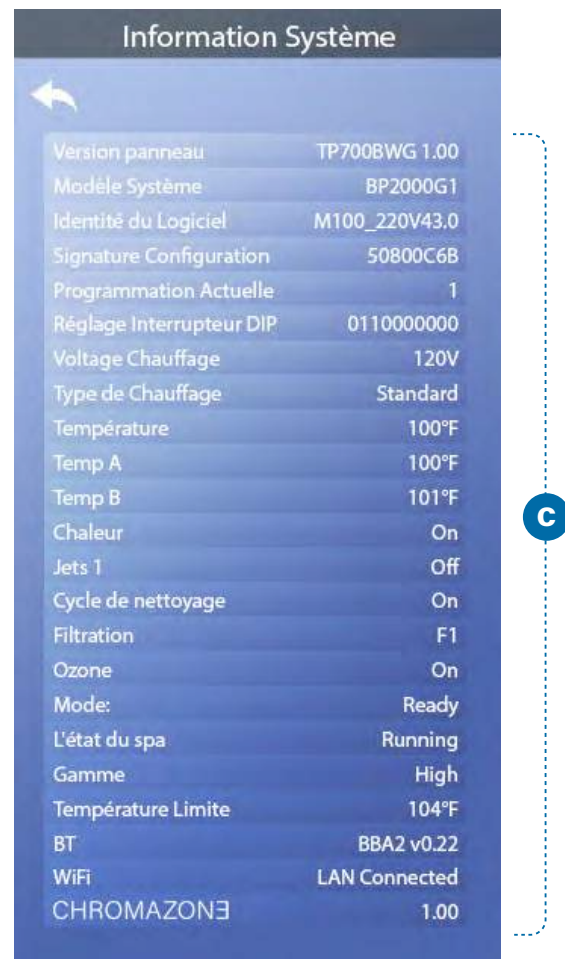 Information Système
Version panneau TP700BWG 1.00
Modèle Système BP2000G1
Identité du Logiciel M100_220V43.0
Signature Configuration 50800C6B
Programmation Actuelle 1
Réglage Interrupteur DIP 0110000000
Voltage Chauffage 120V
Type de Chauffage Standard
Température 100°F
Temp A 100°F
Temp B 101°F
Chaleur On
Jets 1 Off
Cycle de nettoyage On
Filtration F1
Ozone On
Mode: Ready
L'état du spa Running
Gamme High
Température Limite 104°F
BT BBA2 v0.22
WiFi LAN Connected
CHROMAZONƎ 1.00
C